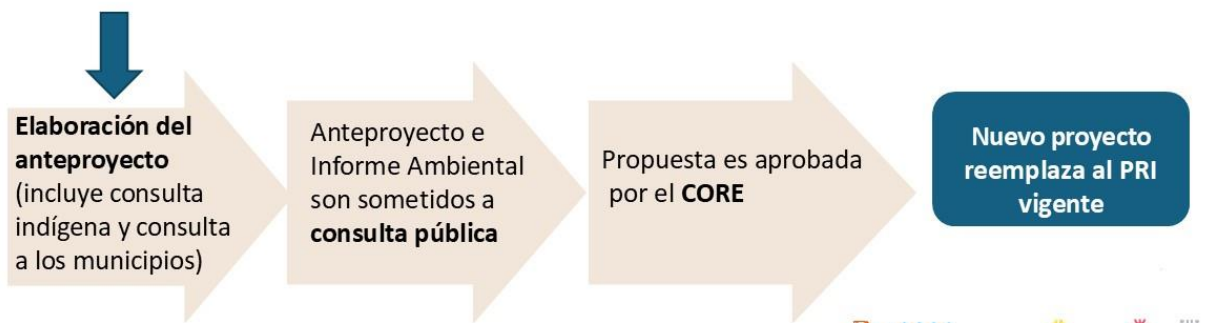 Elaboración del
anteproyecto
(incluye consulta
indígena y consulta
a los municipios)
Anteproyecto e
Informe Ambiental
son sometidos a
consulta pública
Propuesta es aprobada
por el CORE
Nuevo proyecto
reemplaza al PRI
vigente